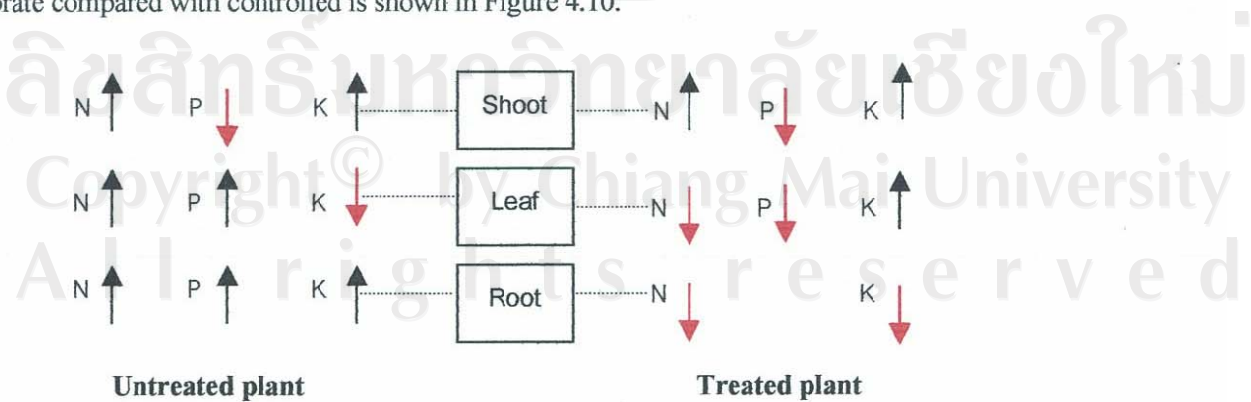 orate compared with controlled is shown in Figure 4.10.
ลิขสิทธิ์มหาวิทยาลัยเชียงใหม่
N P K Shoot N P K
Copyright© by Chiang Mai University
N P K Leaf N P K
All rights reserved
N P K Root N K
Untreated plant Treated plant